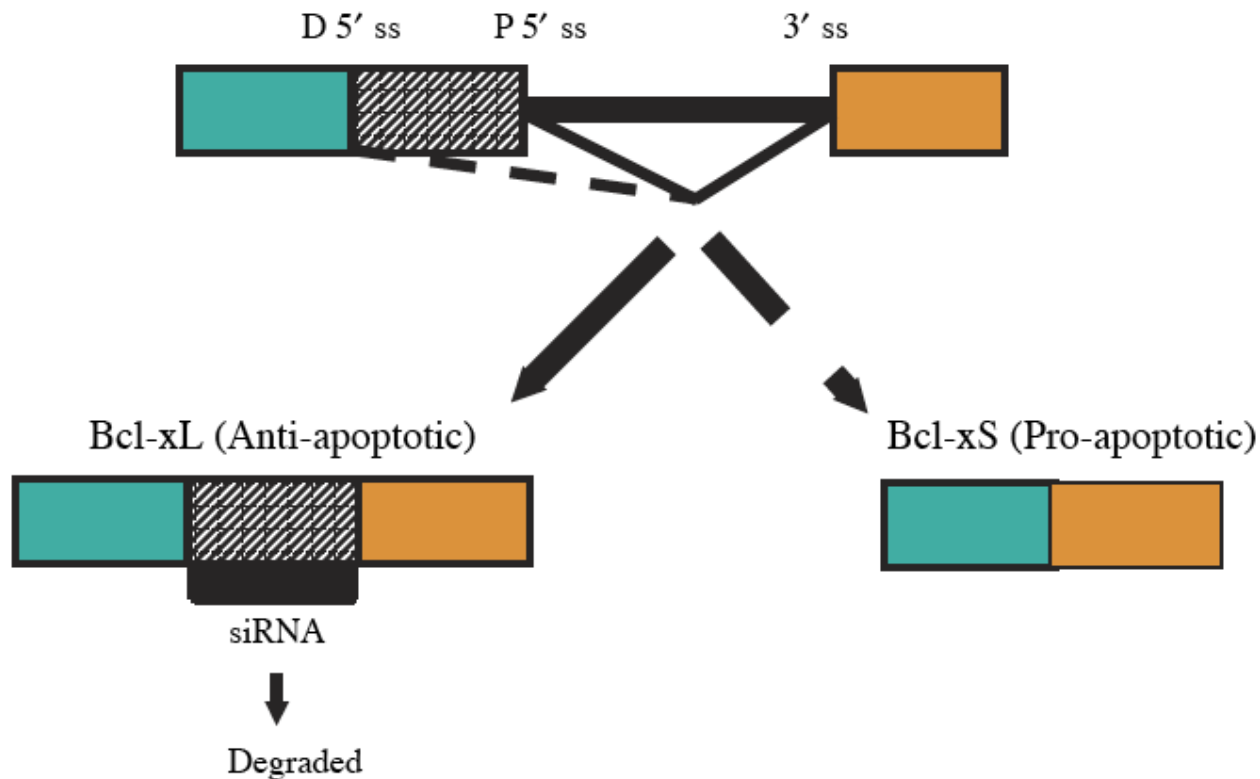 D 5′ ss P 5′ ss 3′ ss
Bcl-xL (Anti-apoptotic) Bcl-xS (Pro-apoptotic)
siRNA
Degraded